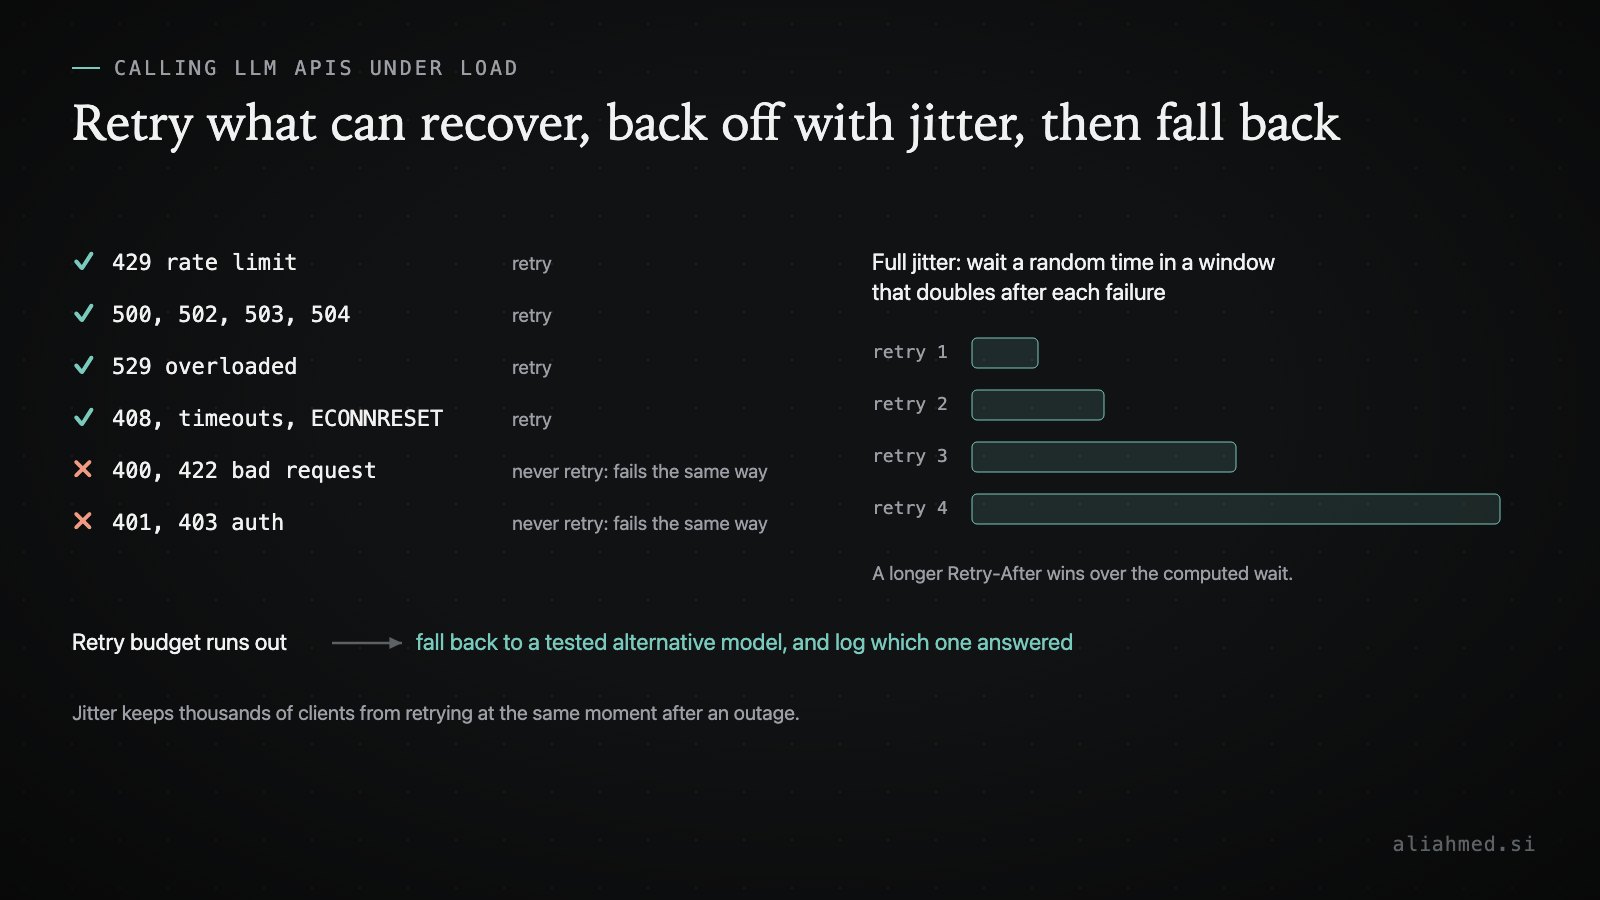 CALLING LLM APIS UNDER LOAD
Retry what can recover, back off with jitter, then fall back
429 rate limit retry
500, 502, 503, 504 retry
529 overloaded retry
408, timeouts, ECONNRESET retry
400, 422 bad request never retry: fails the same way
401, 403 auth never retry: fails the same way
Full jitter: wait a random time in a window
that doubles after each failure
retry 1
retry 2
retry 3
retry 4
A longer Retry-After wins over the computed wait.
Retry budget runs out fall back to a tested alternative model, and log which one answered
Jitter keeps thousands of clients from retrying at the same moment after an outage.
aliahmed.si